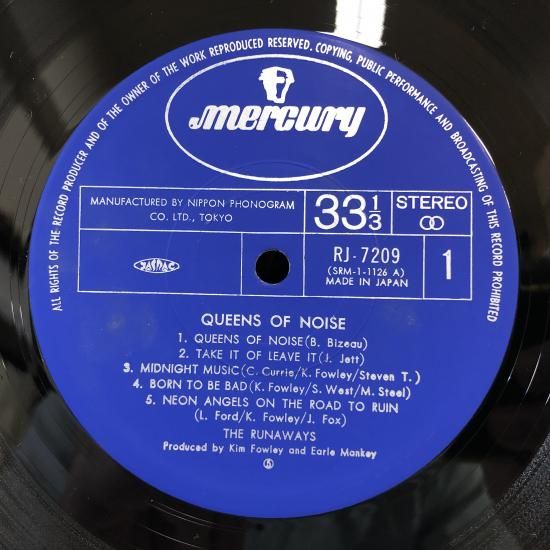 ALL RIGHTS OF THE RECORD PRODUCER AND OF THE OWNER OF THE WORK REPRODUCED RESERVED. COPYING, PUBLIC PERFORMANCE AND BROADCASTING OF THIS RECORD PROHIBITED
mercury
MANUFACTURED BY NIPPON PHONOGRAM
CO. LTD., TOKYO
33 1/3
STEREO
JASRAC
RJ-7209
(SRM-1-1126 A)
MADE IN JAPAN
1
QUEENS OF NOISE
1. QUEENS OF NOISE(B. Bizeau)
2. TAKE IT OF LEAVE IT(J. Jett)
3. MIDNIGHT MUSIC(C. Currie/K. Fowley/Steven T.)
4. BORN TO BE BAD(K. Fowley/S. West/M. Steel)
5. NEON ANGELS ON THE ROAD TO RUIN
(L. Ford/K. Fowley/J. Fox)
THE RUNAWAYS
Produced by Kim Fowley and Earle Mankey